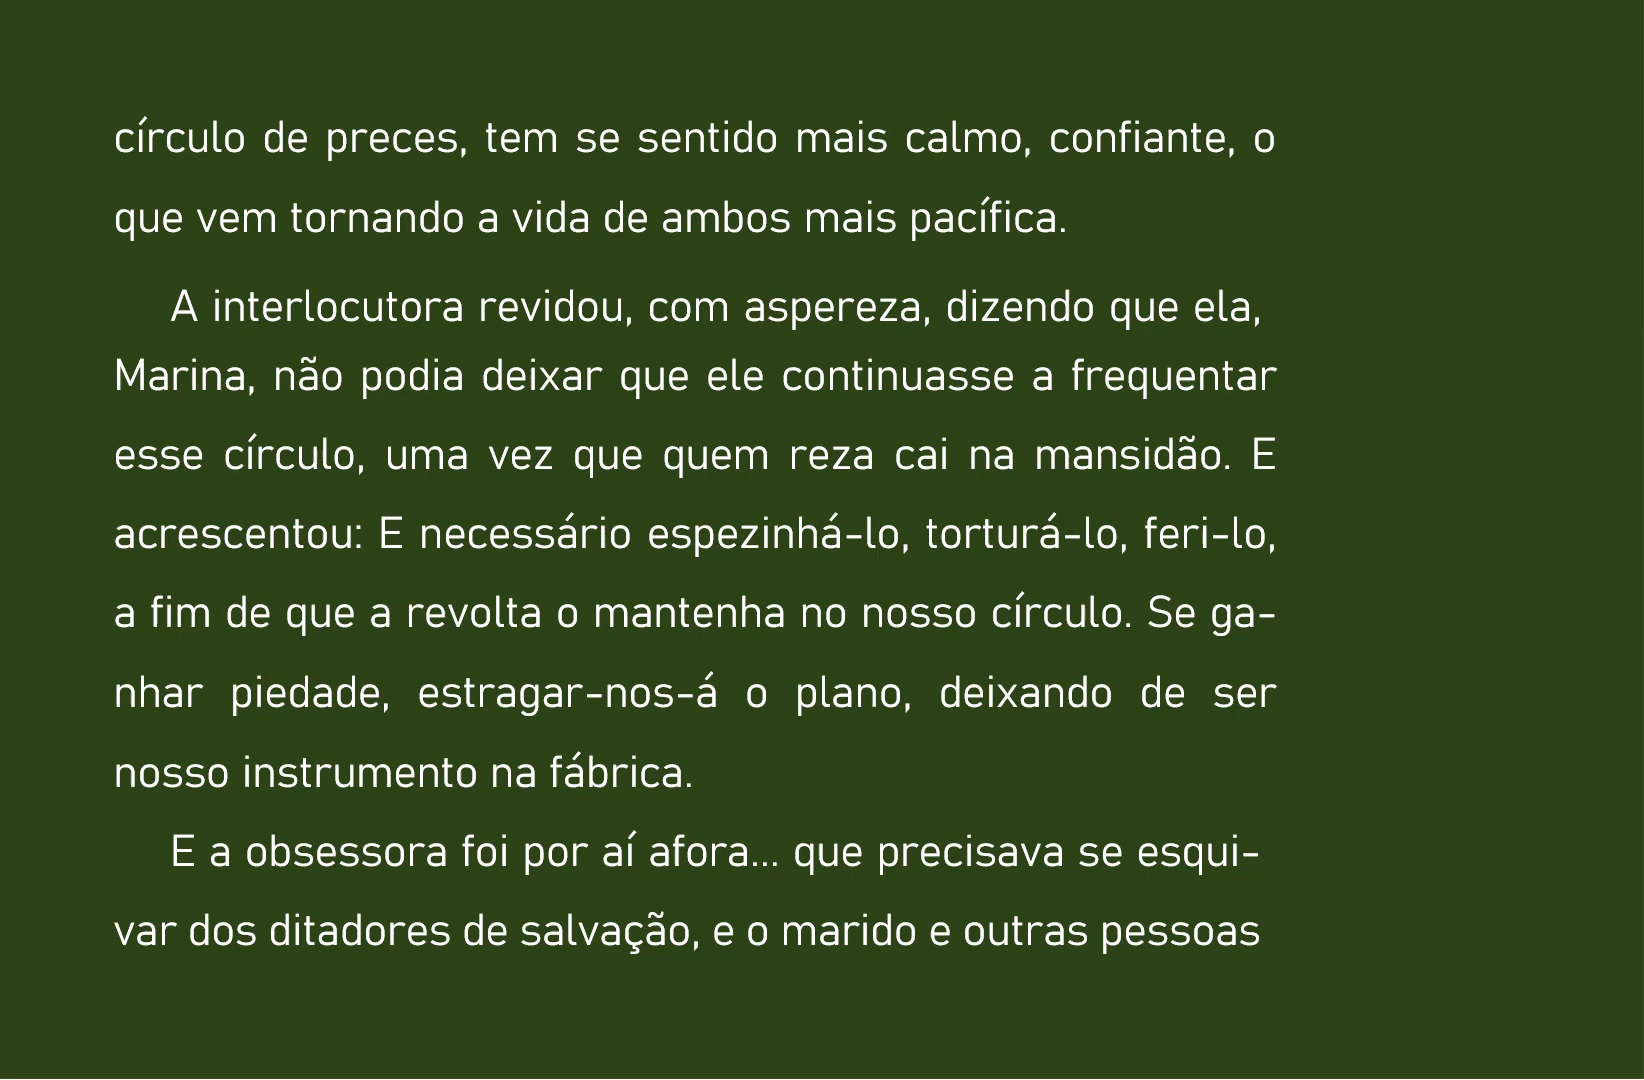 círculo de preces, tem se sentido mais calmo, confiante, o
que vem tornando a vida de ambos mais pacífica.
A interlocutora revidou, com aspereza, dizendo que ela,
Marina, não podia deixar que ele continuasse a frequentar
esse círculo, uma vez que quem reza cai na mansidão. E
acrescentou: E necessário espezinhá-lo, torturá-lo, feri-lo,
a fim de que a revolta o mantenha no nosso círculo. Se ga-
nhar piedade, estragar-nos-á o plano, deixando de ser
nosso instrumento na fábrica.
E a obsessora foi por aí afora... que precisava se esqui-
var dos ditadores de salvação, e o marido e outras pessoas